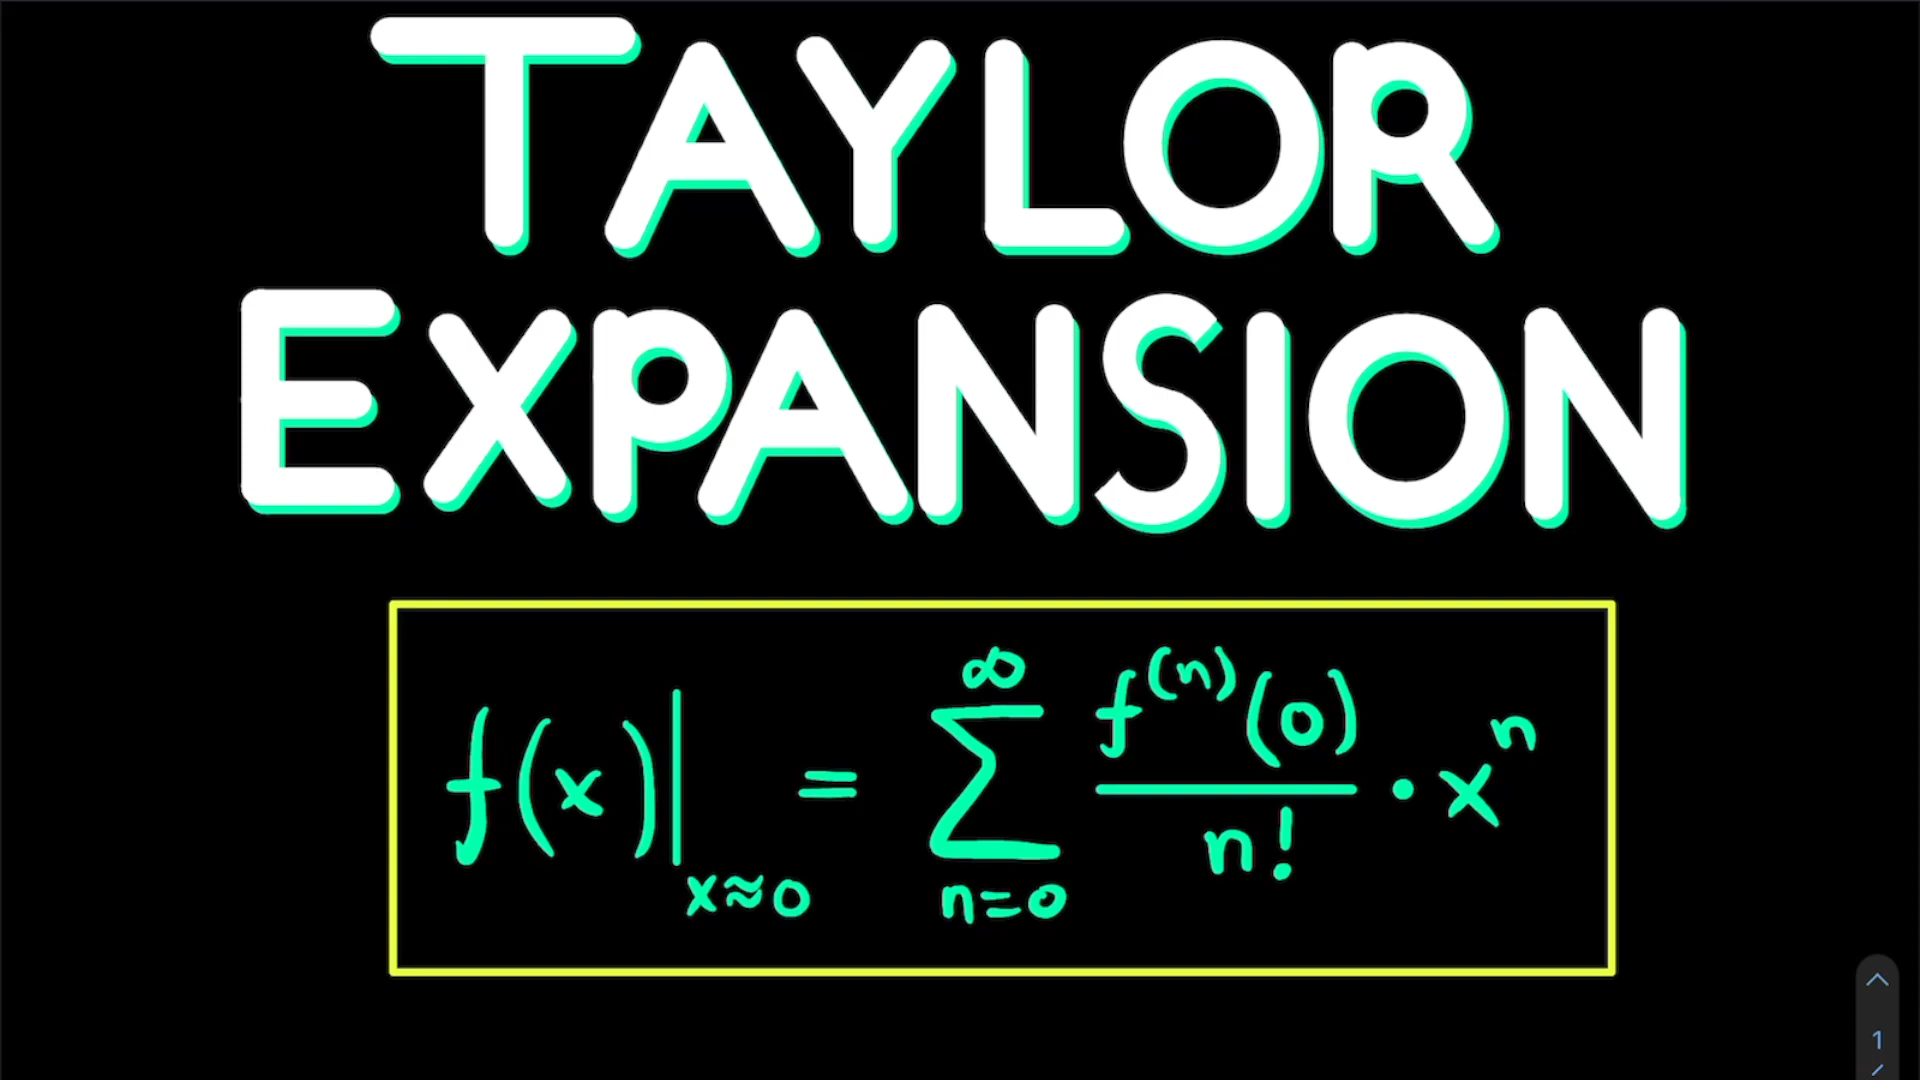 TAYLOR
EXPANSION
f(x)|_{x≈0} = ∑_{n=0}^{∞} f^{(n)}(0)/n! · x^n
1